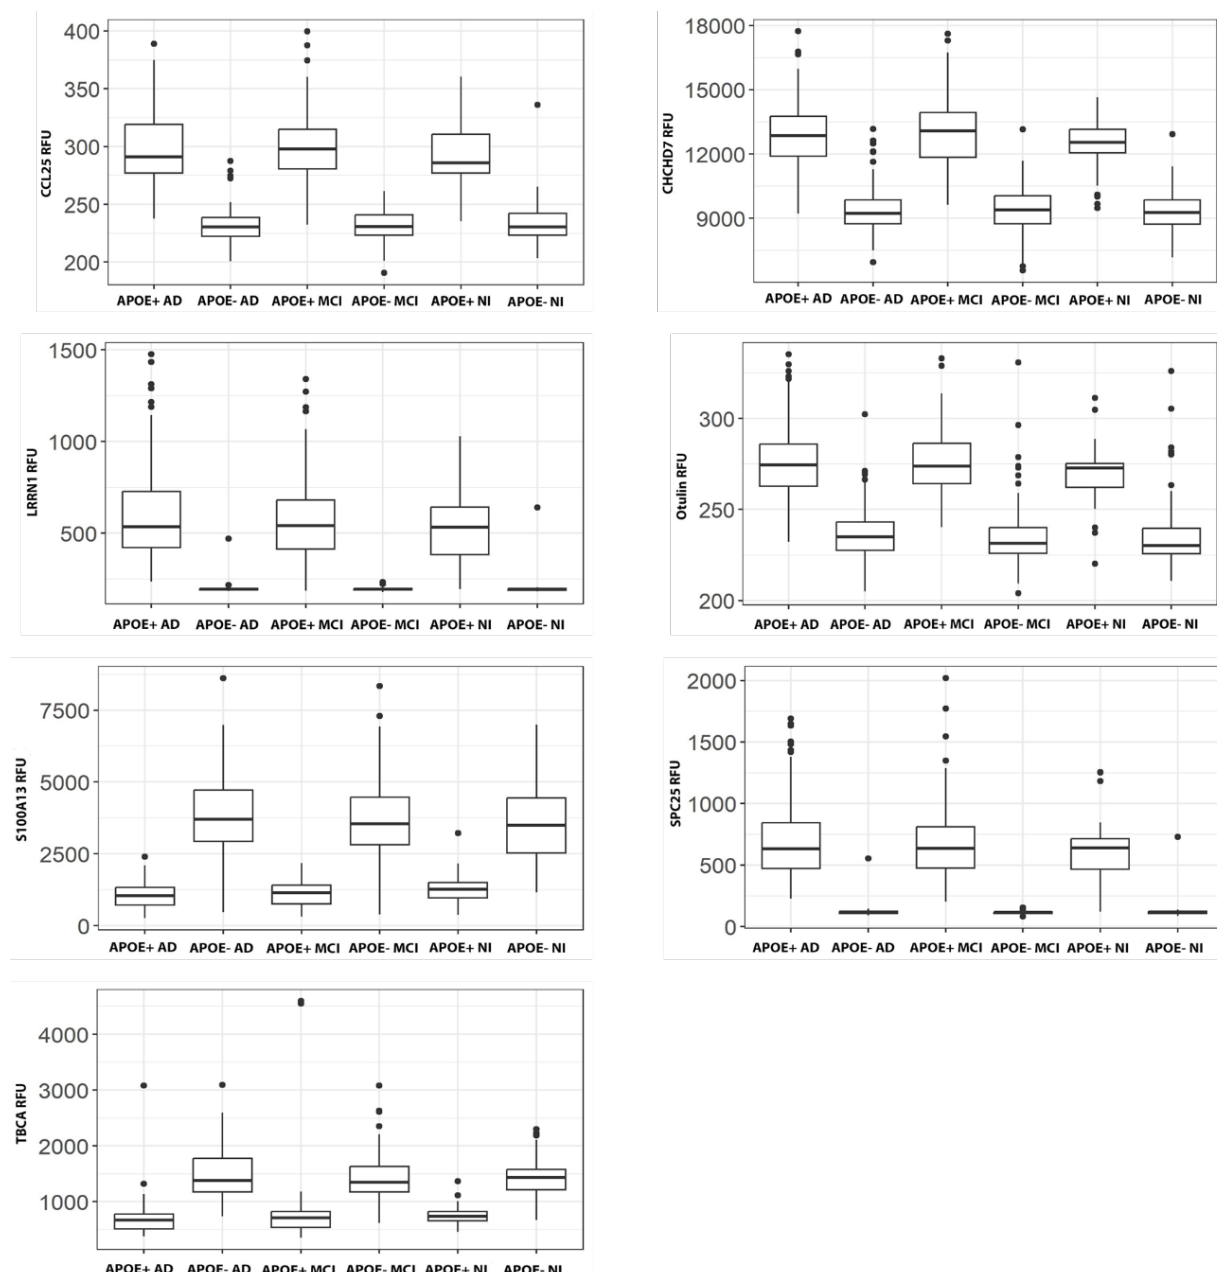 CCL25 RFU
400
350
300
250
200
APOE+ AD APOE- AD APOE+ MCI APOE- MCI APOE+ NI APOE- NI
CHCHD7 RFU
18000
15000
12000
9000
APOE+ AD APOE- AD APOE+ MCI APOE- MCI APOE+ NI APOE- NI
LRRN1 RFU
1500
1000
500
APOE+ AD APOE- AD APOE+ MCI APOE- MCI APOE+ NI APOE- NI
Otulin RFU
300
250
200
APOE+ AD APOE- AD APOE+ MCI APOE- MCI APOE+ NI APOE- NI
S100A13 RFU
7500
5000
2500
0
APOE+ AD APOE- AD APOE+ MCI APOE- MCI APOE+ NI APOE- NI
SPC25 RFU
2000
1500
1000
500
0
APOE+ AD APOE- AD APOE+ MCI APOE- MCI APOE+ NI APOE- NI
TBCA RFU
4000
3000
2000
1000
APOE+ AD APOE- AD APOE+ MCI APOE- MCI APOE+ NI APOE- NI